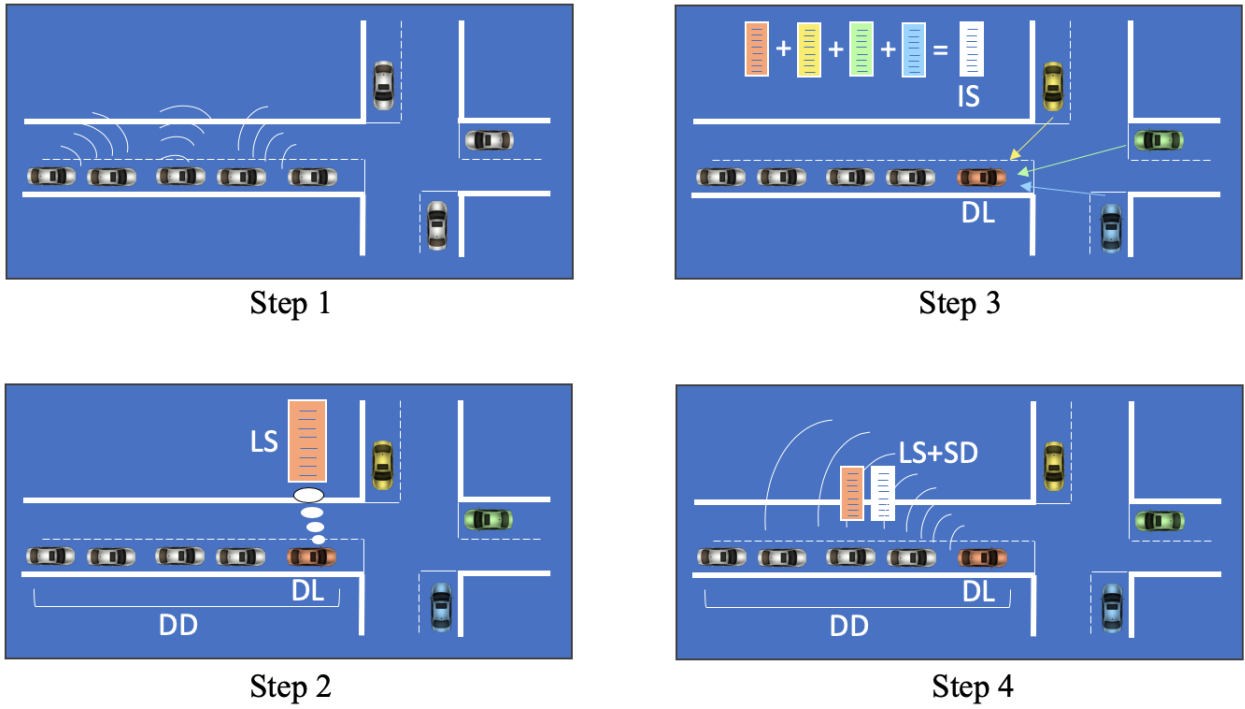 Step 1
+ + + =
IS
DL
Step 3
LS
DL
DD
Step 2
LS+SD
DL
DD
Step 4